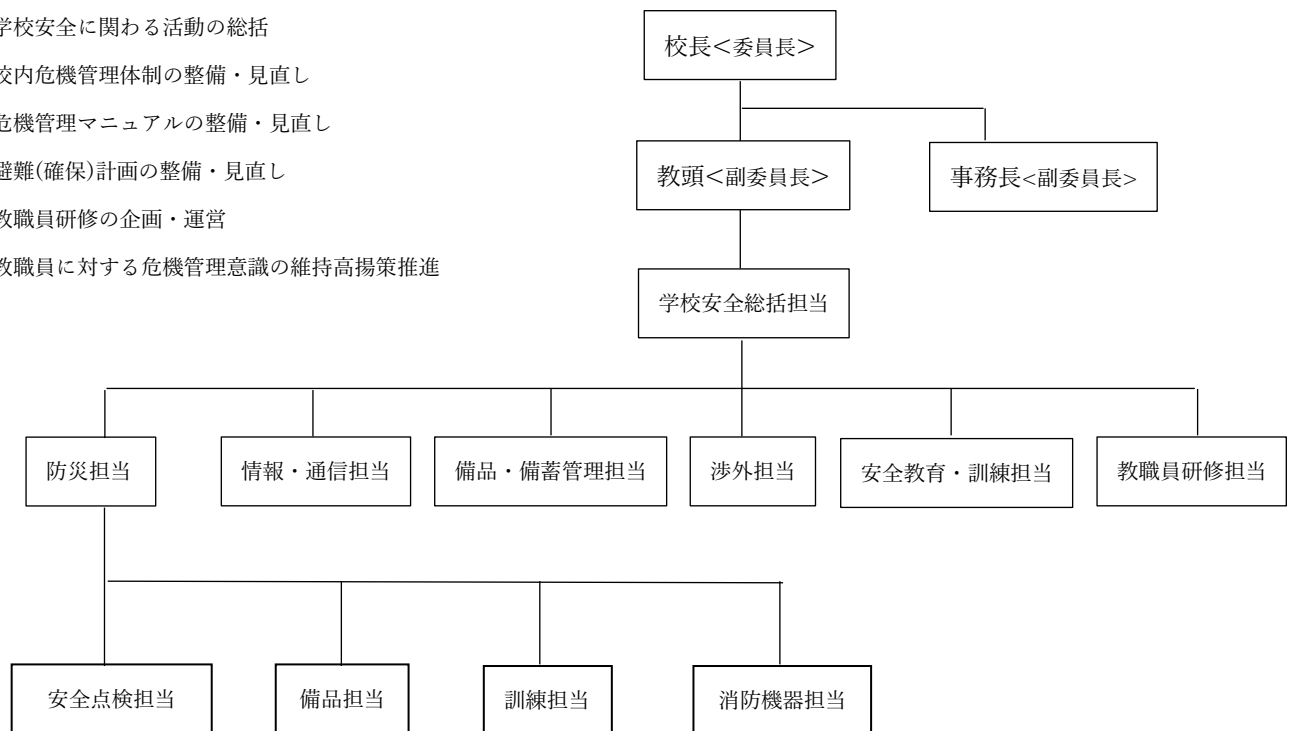 学校安全に関わる活動の総括
校内危機管理体制の整備・見直し
危機管理マニュアルの整備・見直し
避難(確保)計画の整備・見直し
教職員研修の企画・運営
教職員に対する危機管理意識の維持高揚策推進
校長<委員長>
教頭<副委員長>
事務長<副委員長>
学校安全総括担当
防災担当
情報・通信担当
備品・備蓄管理担当
渉外担当
安全教育・訓練担当
教職員研修担当
安全点検担当
備品担当
訓練担当
消防機器担当